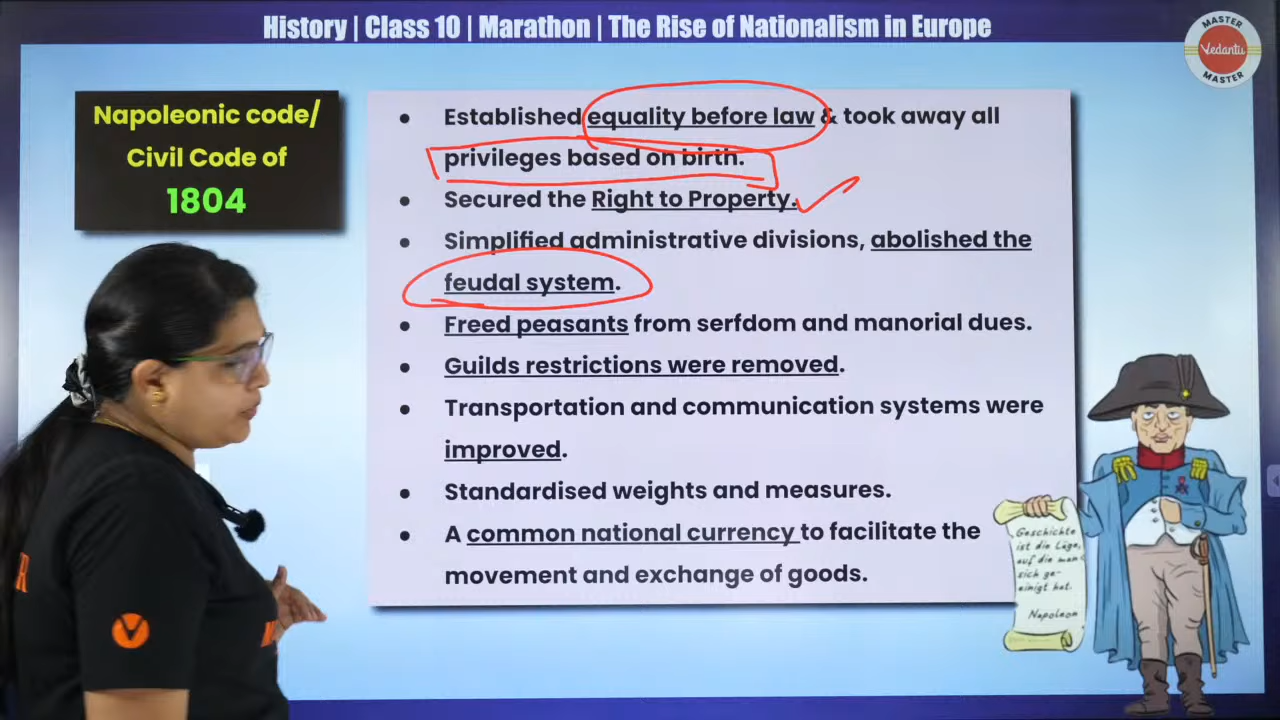 History | Class 10 | Marathon | The Rise of Nationalism in Europe
MASTER
Vedantu
MASTER
Napoleonic code/
Civil Code of
1804
• Established equality before law & took away all
privileges based on birth.
• Secured the Right to Property.
• Simplified administrative divisions, abolished the
feudal system.
• Freed peasants from serfdom and manorial dues.
• Guilds restrictions were removed.
• Transportation and communication systems were
improved.
• Standardised weights and measures.
• A common national currency to facilitate the
movement and exchange of goods.
Geschichte
ist die Lüge,
auf die man
sich ge-
einigt hat.
Napoleon